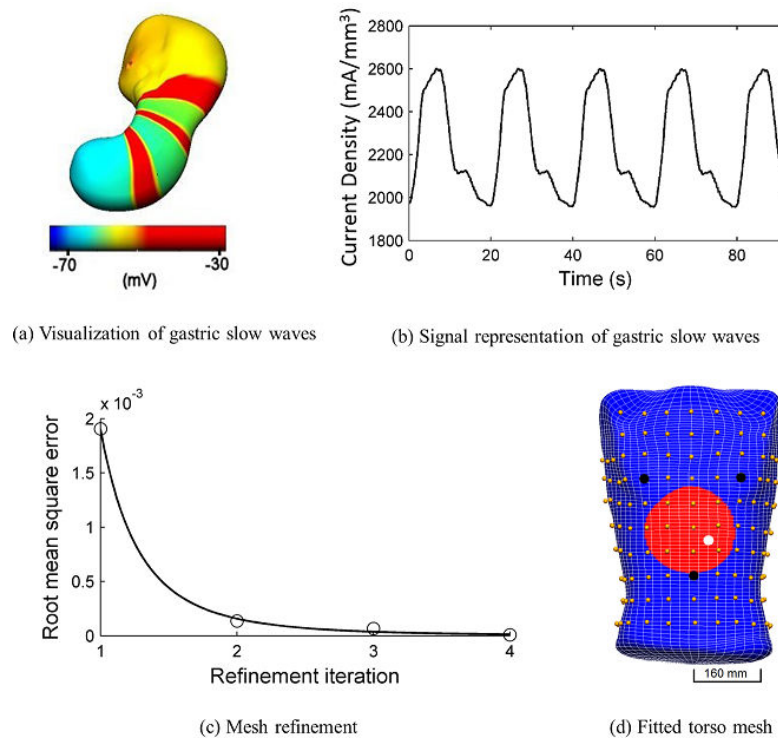 -70
-30
(mV)
(a) Visualization of gastric slow waves
Current Density (mA/mm³)
2800
2600
2400
2200
2000
1800
0
20
40
60
80
Time (s)
(b) Signal representation of gastric slow waves
x 10⁻³
Root mean square error
2
1.5
1
0.5
0
1
2
3
4
Refinement iteration
(c) Mesh refinement
160 mm
(d) Fitted torso mesh